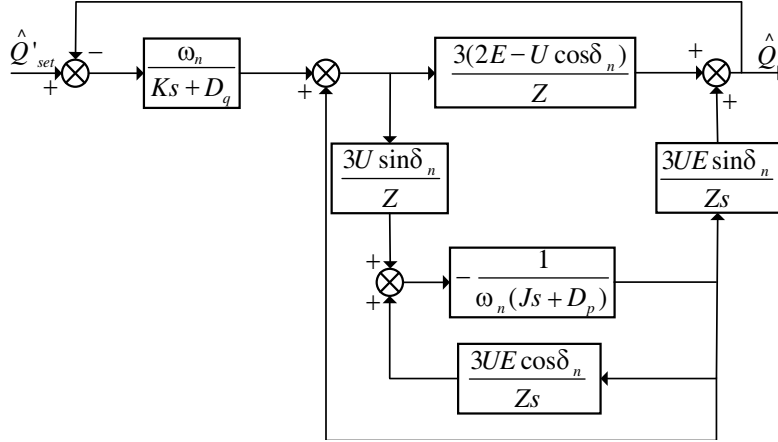 Q̂'set
−
+
ωn
Ks + Dq
+
3(2E − U cosδn)
Z
+
+
Q̂
3U sinδn
Z
3UE sinδn
Zs
+
+
− 1
ωn(Js + Dp)
3UE cosδn
Zs